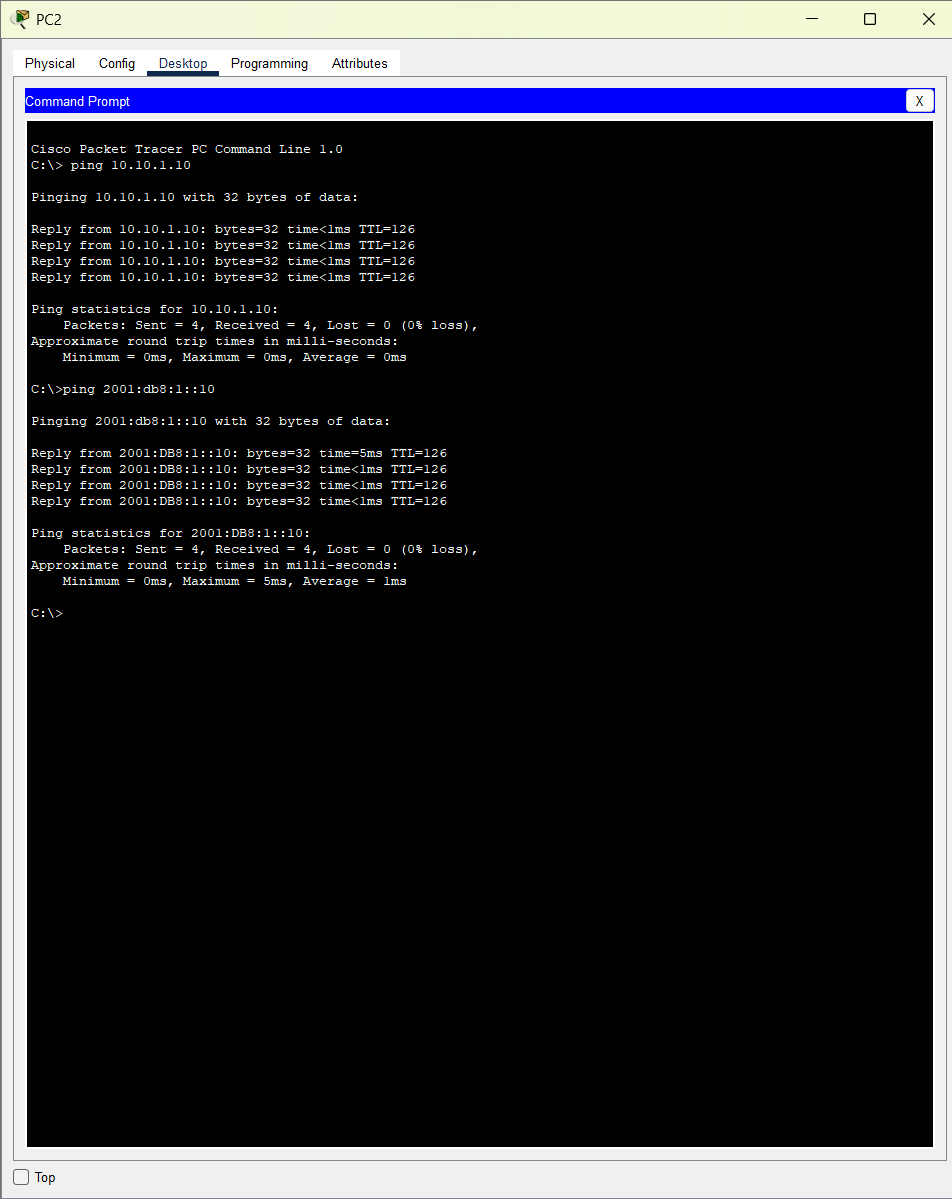 PC2
Physical Config Desktop Programming Attributes
Command Prompt X
Cisco Packet Tracer PC Command Line 1.0
C:\> ping 10.10.1.10
Pinging 10.10.1.10 with 32 bytes of data:
Reply from 10.10.1.10: bytes=32 time<1ms TTL=126
Reply from 10.10.1.10: bytes=32 time<1ms TTL=126
Reply from 10.10.1.10: bytes=32 time<1ms TTL=126
Reply from 10.10.1.10: bytes=32 time<1ms TTL=126
Ping statistics for 10.10.1.10:
    Packets: Sent = 4, Received = 4, Lost = 0 (0% loss),
Approximate round trip times in milli-seconds:
    Minimum = 0ms, Maximum = 0ms, Average = 0ms
C:\>ping 2001:db8:1::10
Pinging 2001:db8:1::10 with 32 bytes of data:
Reply from 2001:DB8:1::10: bytes=32 time=5ms TTL=126
Reply from 2001:DB8:1::10: bytes=32 time<1ms TTL=126
Reply from 2001:DB8:1::10: bytes=32 time<1ms TTL=126
Reply from 2001:DB8:1::10: bytes=32 time<1ms TTL=126
Ping statistics for 2001:DB8:1::10:
    Packets: Sent = 4, Received = 4, Lost = 0 (0% loss),
Approximate round trip times in milli-seconds:
    Minimum = 0ms, Maximum = 5ms, Average = 1ms
C:\>
Top